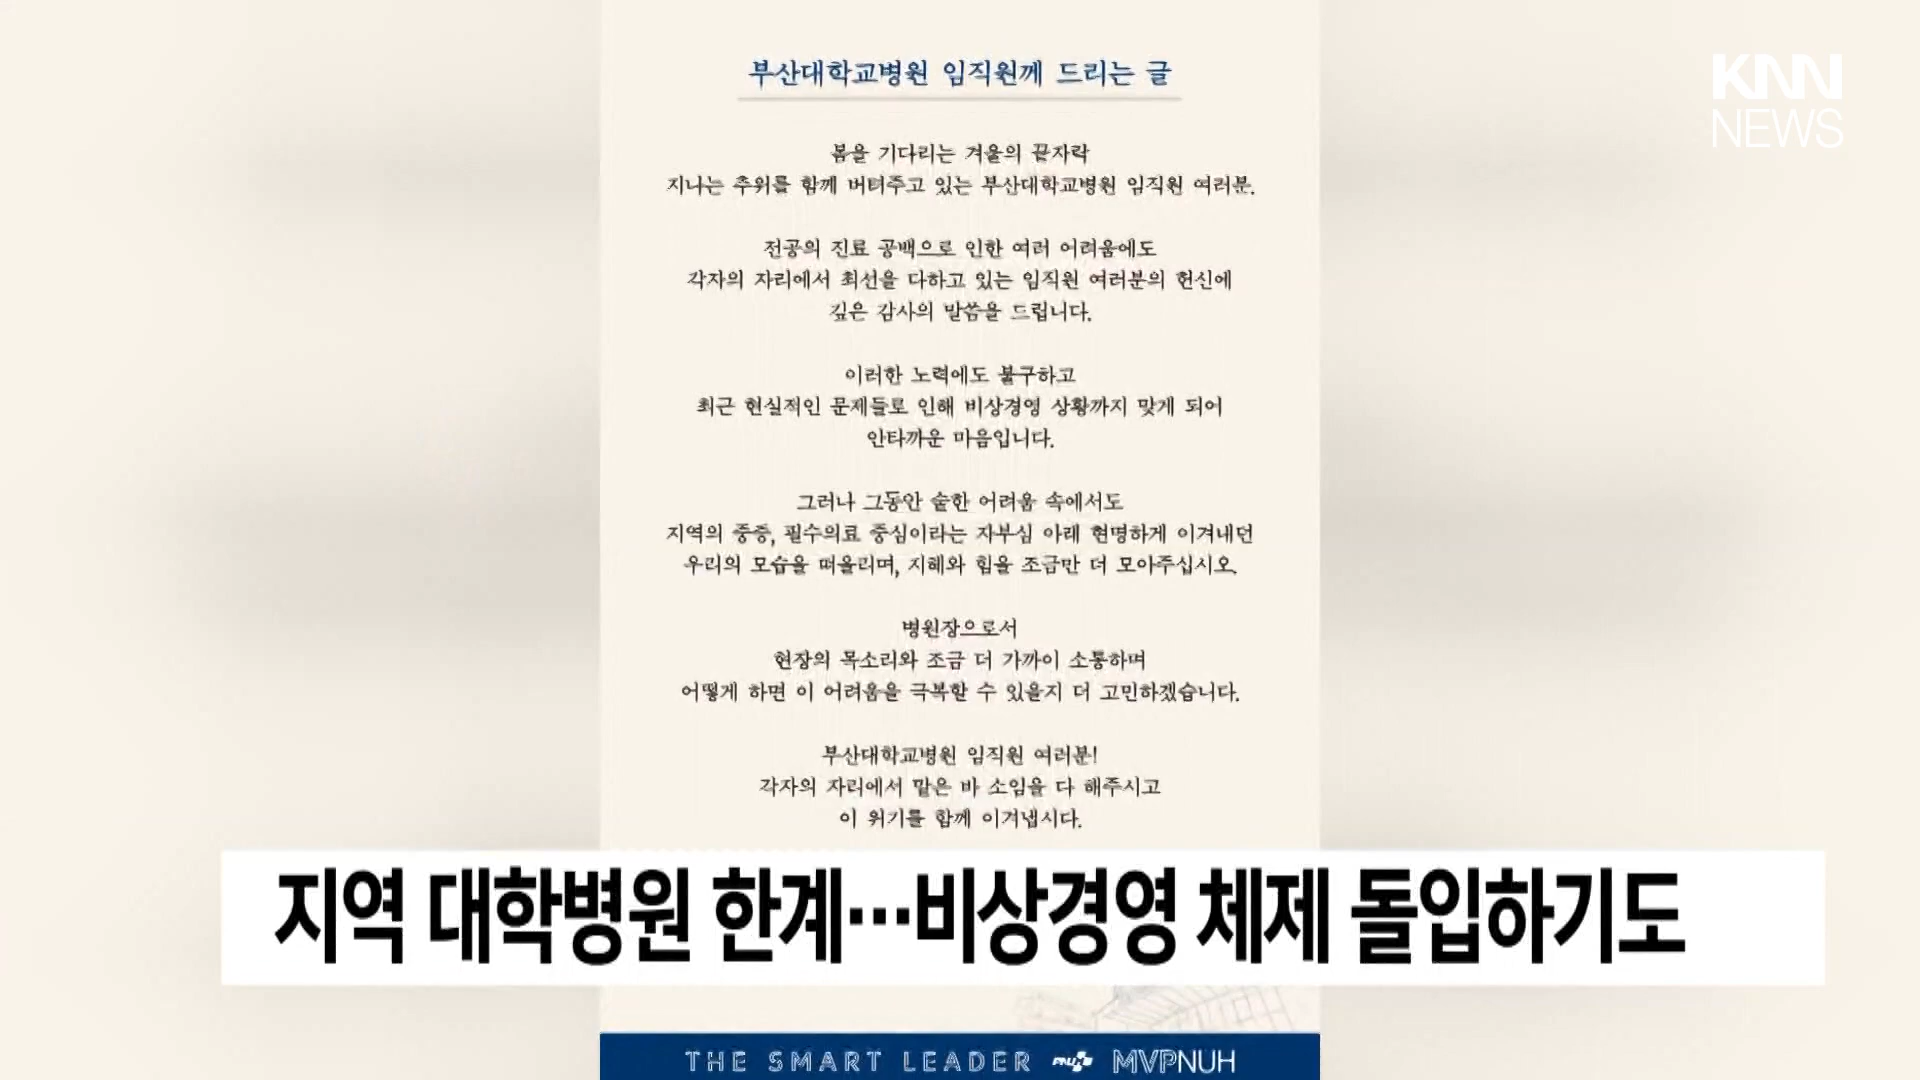 부산대학교병원 임직원께 드리는 글
KNN
NEWS
봄을 기다리는 겨울의 끝자락
지나는 추위를 함께 버텨주고 있는 부산대학교병원 임직원 여러분.
전공의 진료 공백으로 인한 여러 어려움에도
각자의 자리에서 최선을 다하고 있는 임직원 여러분의 헌신에
깊은 감사의 말씀을 드립니다.
이러한 노력에도 불구하고
최근 현실적인 문제들로 인해 비상경영 상황까지 맞게 되어
안타까운 마음입니다.
그러나 그동안 숱한 어려움 속에서도
지역의 중증, 필수의료 중심이라는 자부심 아래 현명하게 이겨내던
우리의 모습을 떠올리며, 지혜와 힘을 조금만 더 모아주십시오.
병원장으로서
현장의 목소리와 조금 더 가까이 소통하며
어떻게 하면 이 어려움을 극복할 수 있을지 더 고민하겠습니다.
부산대학교병원 임직원 여러분!
각자의 자리에서 맡은 바 소임을 다 해주시고
이 위기를 함께 이겨냅시다.
지역 대학병원 한계…비상경영 체제 돌입하기도
THE SMART LEADER PNUH MVPNUH